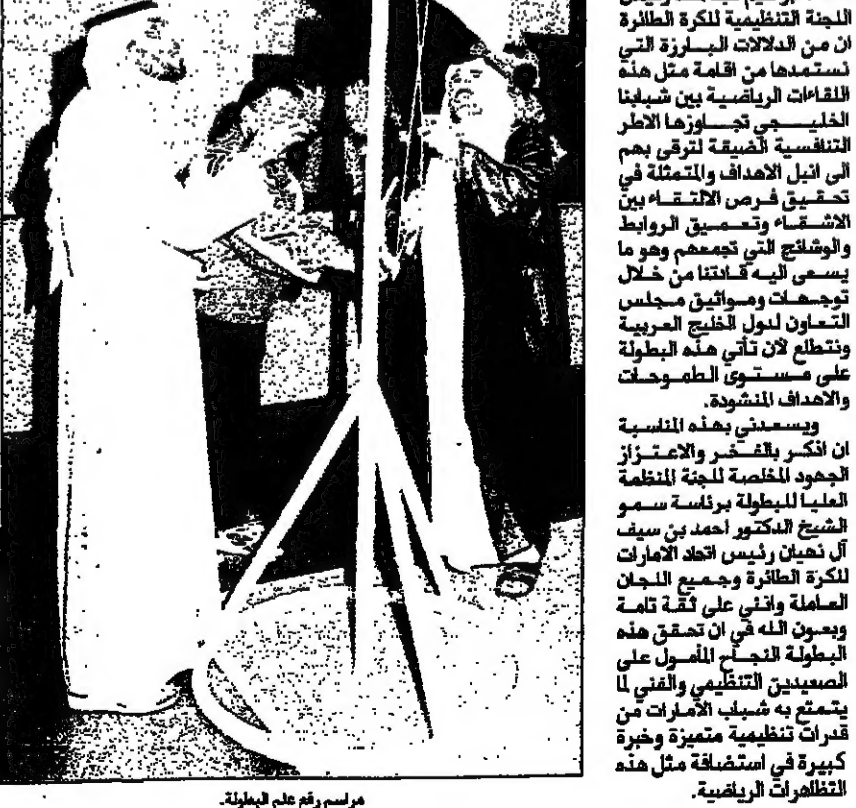 اللجنة التنظيمية للكرة الطائرة
ان من الدلالات البارزة التي
نستمدها من اقامة مثل هذه
اللقاءات الرياضية بين شبابنا
الخليجي تجاوزها الاطر
التنافسية الضيقة لترقى بهم
الى انبل الاهداف والمتمثلة في
تحقيق فرص الالتقاء بين
الاشقاء وتعميق الروابط
والوشائج التي تجمعهم وهو ما
يسعى اليه قادتنا من خلال
توجهات ومواثيق مجلس
التعاون لدول الخليج العربية
ونتطلع لأن تأتي هذه البطولة
على مستوى الطموحات
والاهداف المنشودة.
ويسعدني بهذه المناسبة
ان اذكر بالفخر والاعتزاز
الجهود المخلصة للجنة المنظمة
العليا للبطولة برئاسة سمو
الشيخ الدكتور احمد بن سيف
آل نهيان رئيس اتحاد الامارات
للكرة الطائرة وجميع اللجان
العاملة وانني على ثقة تامة
وبعون الله في ان تحقق هذه
البطولة النجاح المأمول على
الصعيدين التنظيمي والفني لما
يتمتع به شباب الأمارات من
قدرات تنظيمية متميزة وخبرة
كبيرة في استضافة مثل هذه
التظاهرات الرياضية.
مراسم رفع علم البطولة.